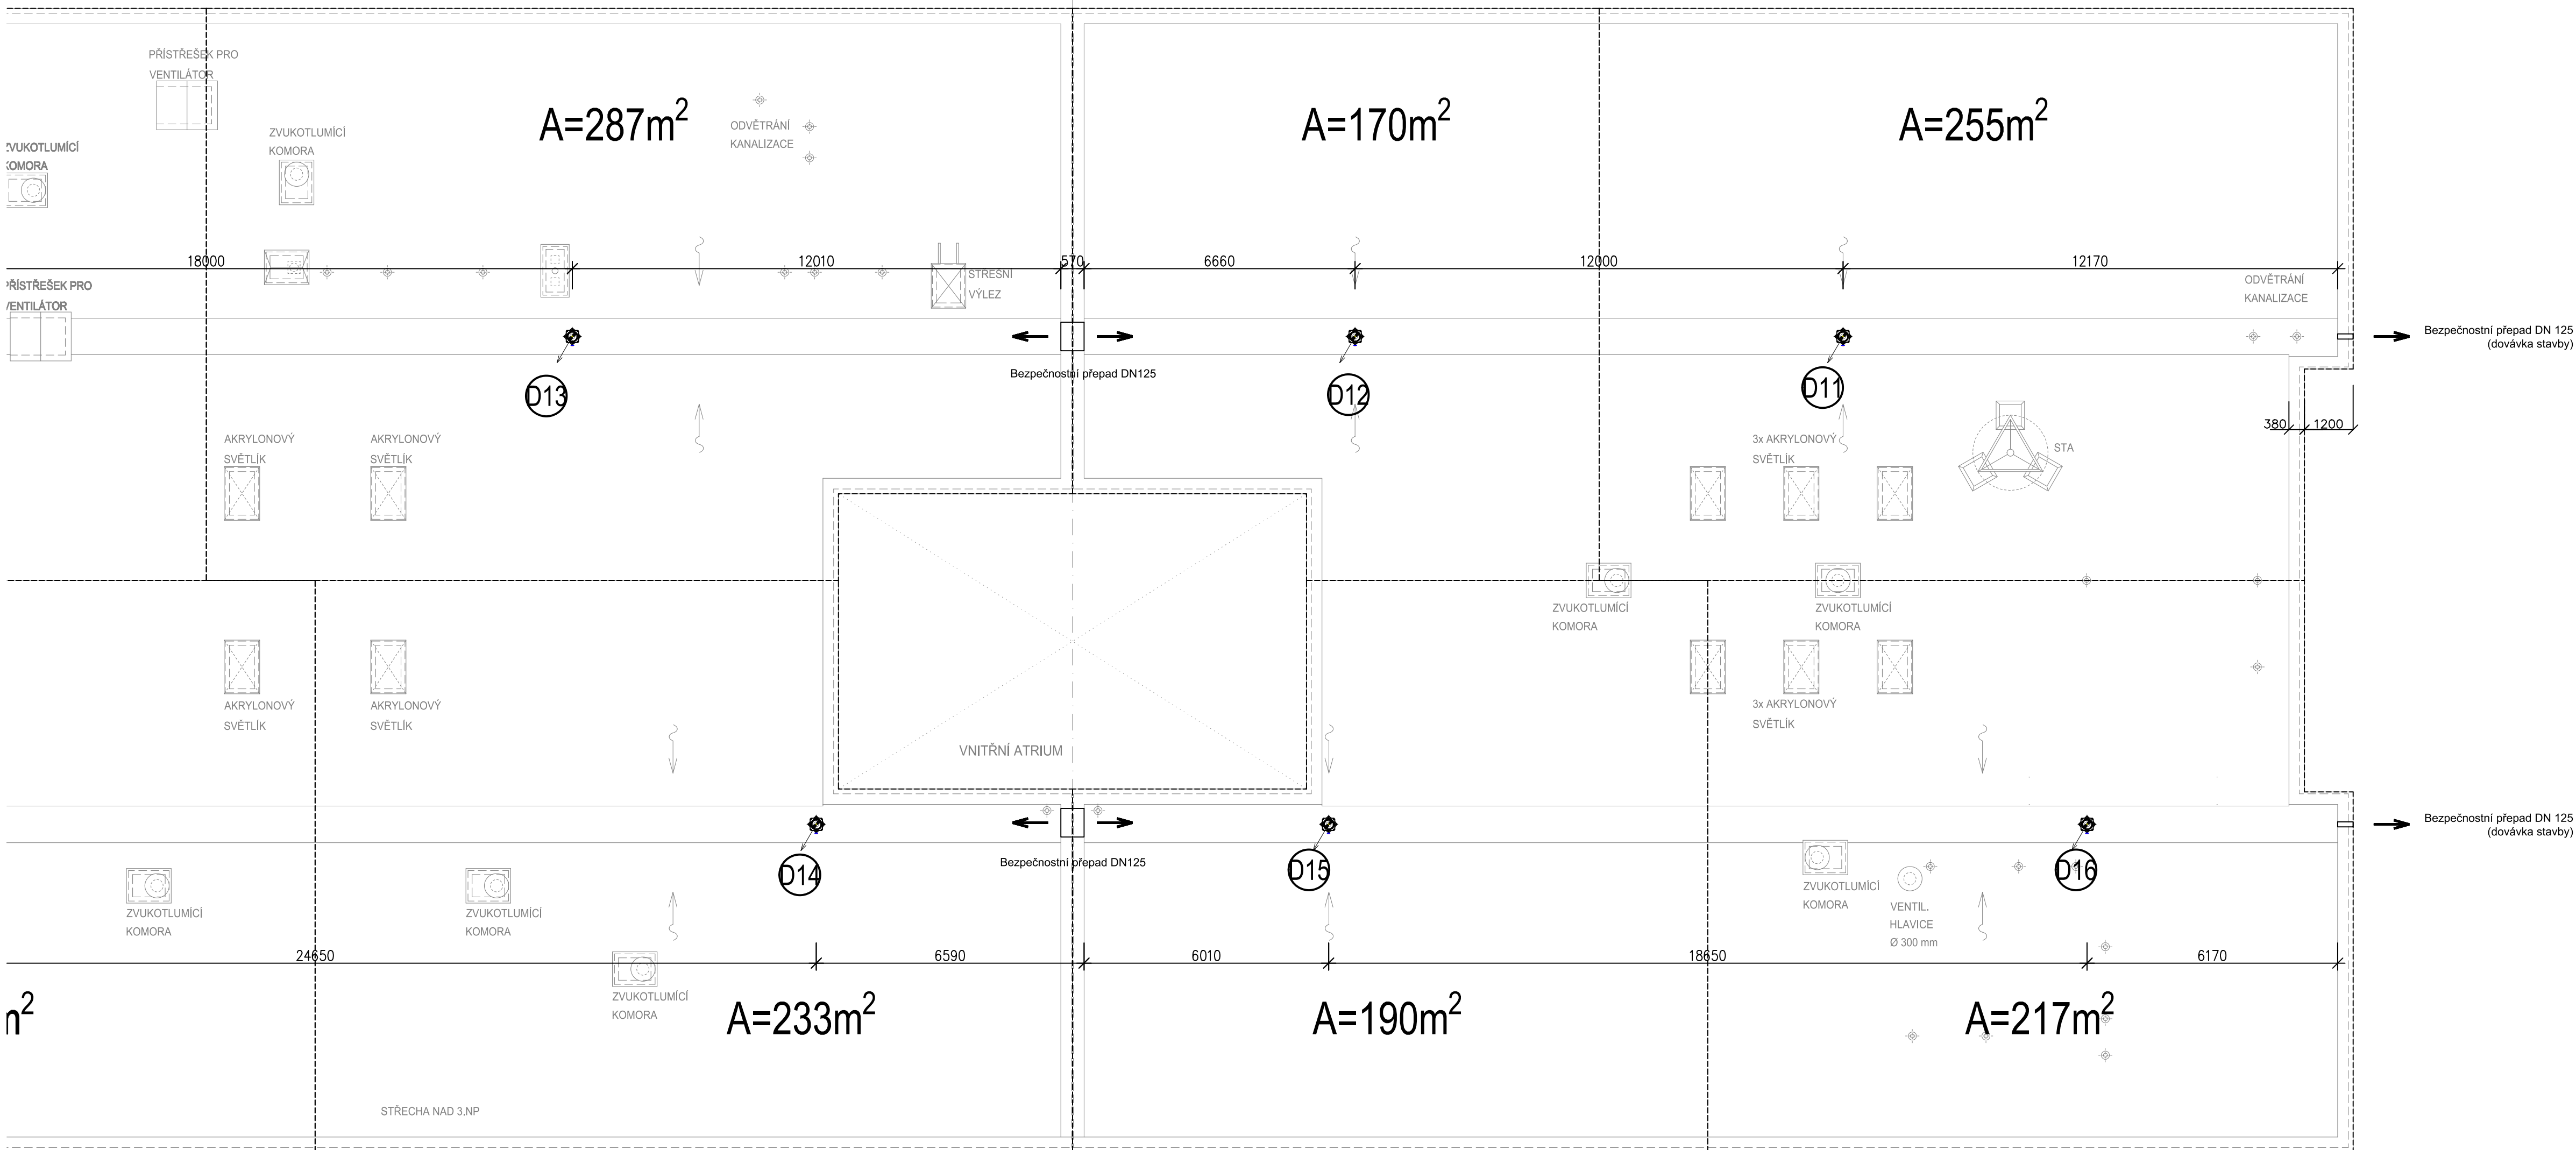 PŘÍSTŘEŠEK PRO
VENTILÁTOR
A=287m²
A=170m²
A=255m²
ODVĚTRÁNÍ
KANALIZACE
ZVUKOTLUMÍCÍ
KOMORA
ZVUKOTLUMÍCÍ
KOMORA
18000
12010
570
6660
12000
12170
STŘEŠNÍ
VÝLEZ
ODVĚTRÁNÍ
KANALIZACE
PŘÍSTŘEŠEK PRO
VENTILÁTOR
Bezpečnostní přepad DN 125
(dovávka stavby)
Bezpečnostní přepad DN125
D13
D12
D11
380
1200
AKRYLONOVÝ
SVĚTLÍK
AKRYLONOVÝ
SVĚTLÍK
3x AKRYLONOVÝ
SVĚTLÍK
STA
ZVUKOTLUMÍCÍ
KOMORA
ZVUKOTLUMÍCÍ
KOMORA
AKRYLONOVÝ
SVĚTLÍK
AKRYLONOVÝ
SVĚTLÍK
3x AKRYLONOVÝ
SVĚTLÍK
VNITŘNÍ ATRIUM
Bezpečnostní přepad DN 125
(dovávka stavby)
Bezpečnostní přepad DN125
D14
D15
D16
ZVUKOTLUMÍCÍ
KOMORA
ZVUKOTLUMÍCÍ
KOMORA
ZVUKOTLUMÍCÍ
KOMORA
VENTIL.
HLAVICE
Ø 300 mm
24650
6590
6010
18650
6170
ZVUKOTLUMÍCÍ
KOMORA
m²
A=233m²
A=190m²
A=217m²
STŘECHA NAD 3.NP